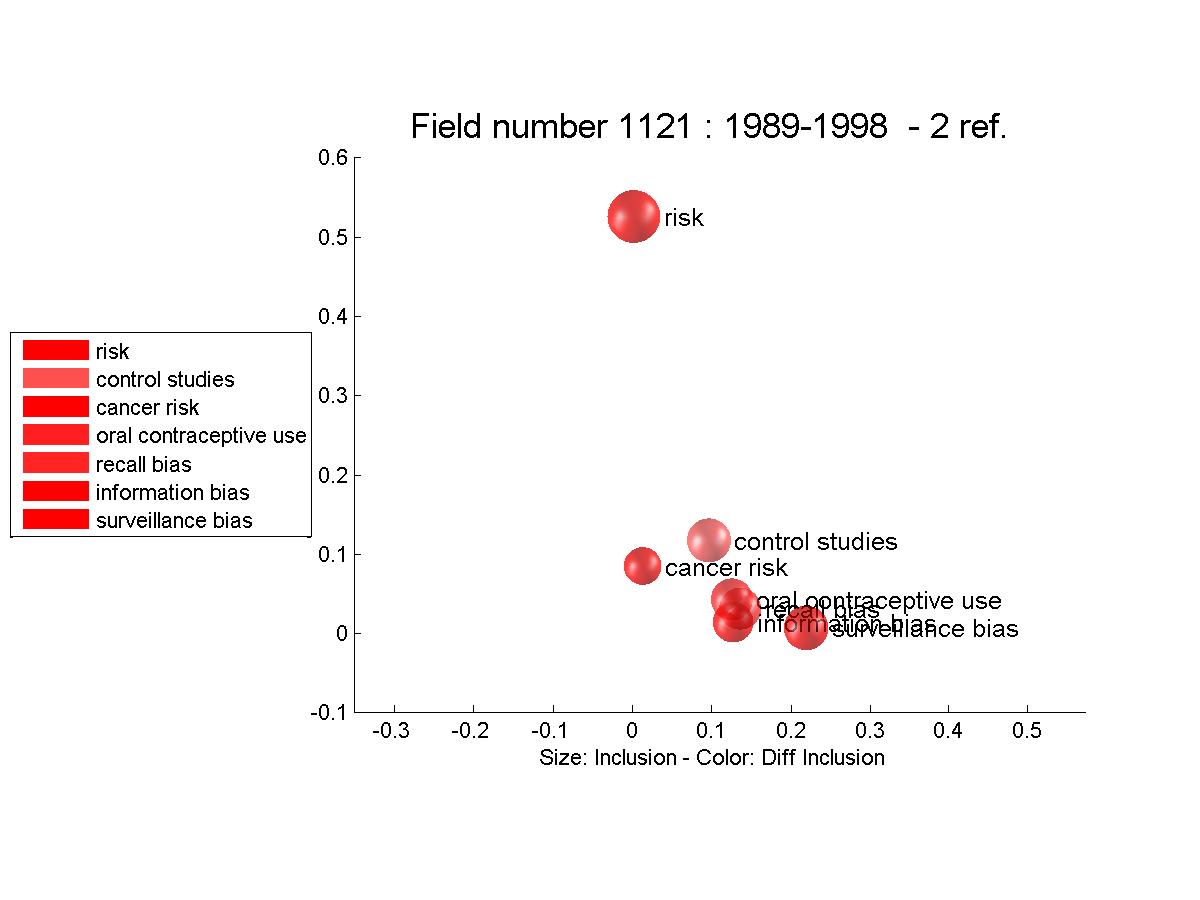 Field number 1121 : 1989-1998 - 2 ref.
0.6
0.5
0.4
0.3
0.2
0.1
0
-0.1
risk
control studies
cancer risk
oral contraceptive use
recall bias
information bias
surveillance bias
risk
control studies
cancer risk
oral contraceptive use
recall bias
information bias
surveillance bias
-0.3 -0.2 -0.1 0 0.1 0.2 0.3 0.4 0.5
Size: Inclusion - Color: Diff Inclusion